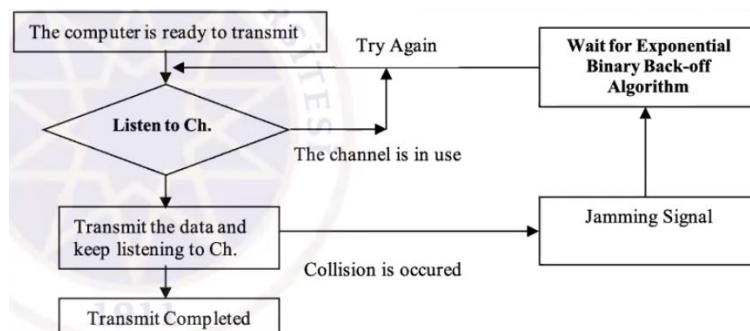 The computer is ready to transmit
Try Again
Wait for Exponential
Binary Back-off
Algorithm
Listen to Ch.
The channel is in use
Transmit the data and
keep listening to Ch.
Jamming Signal
Collision is occured
Transmit Completed
1911